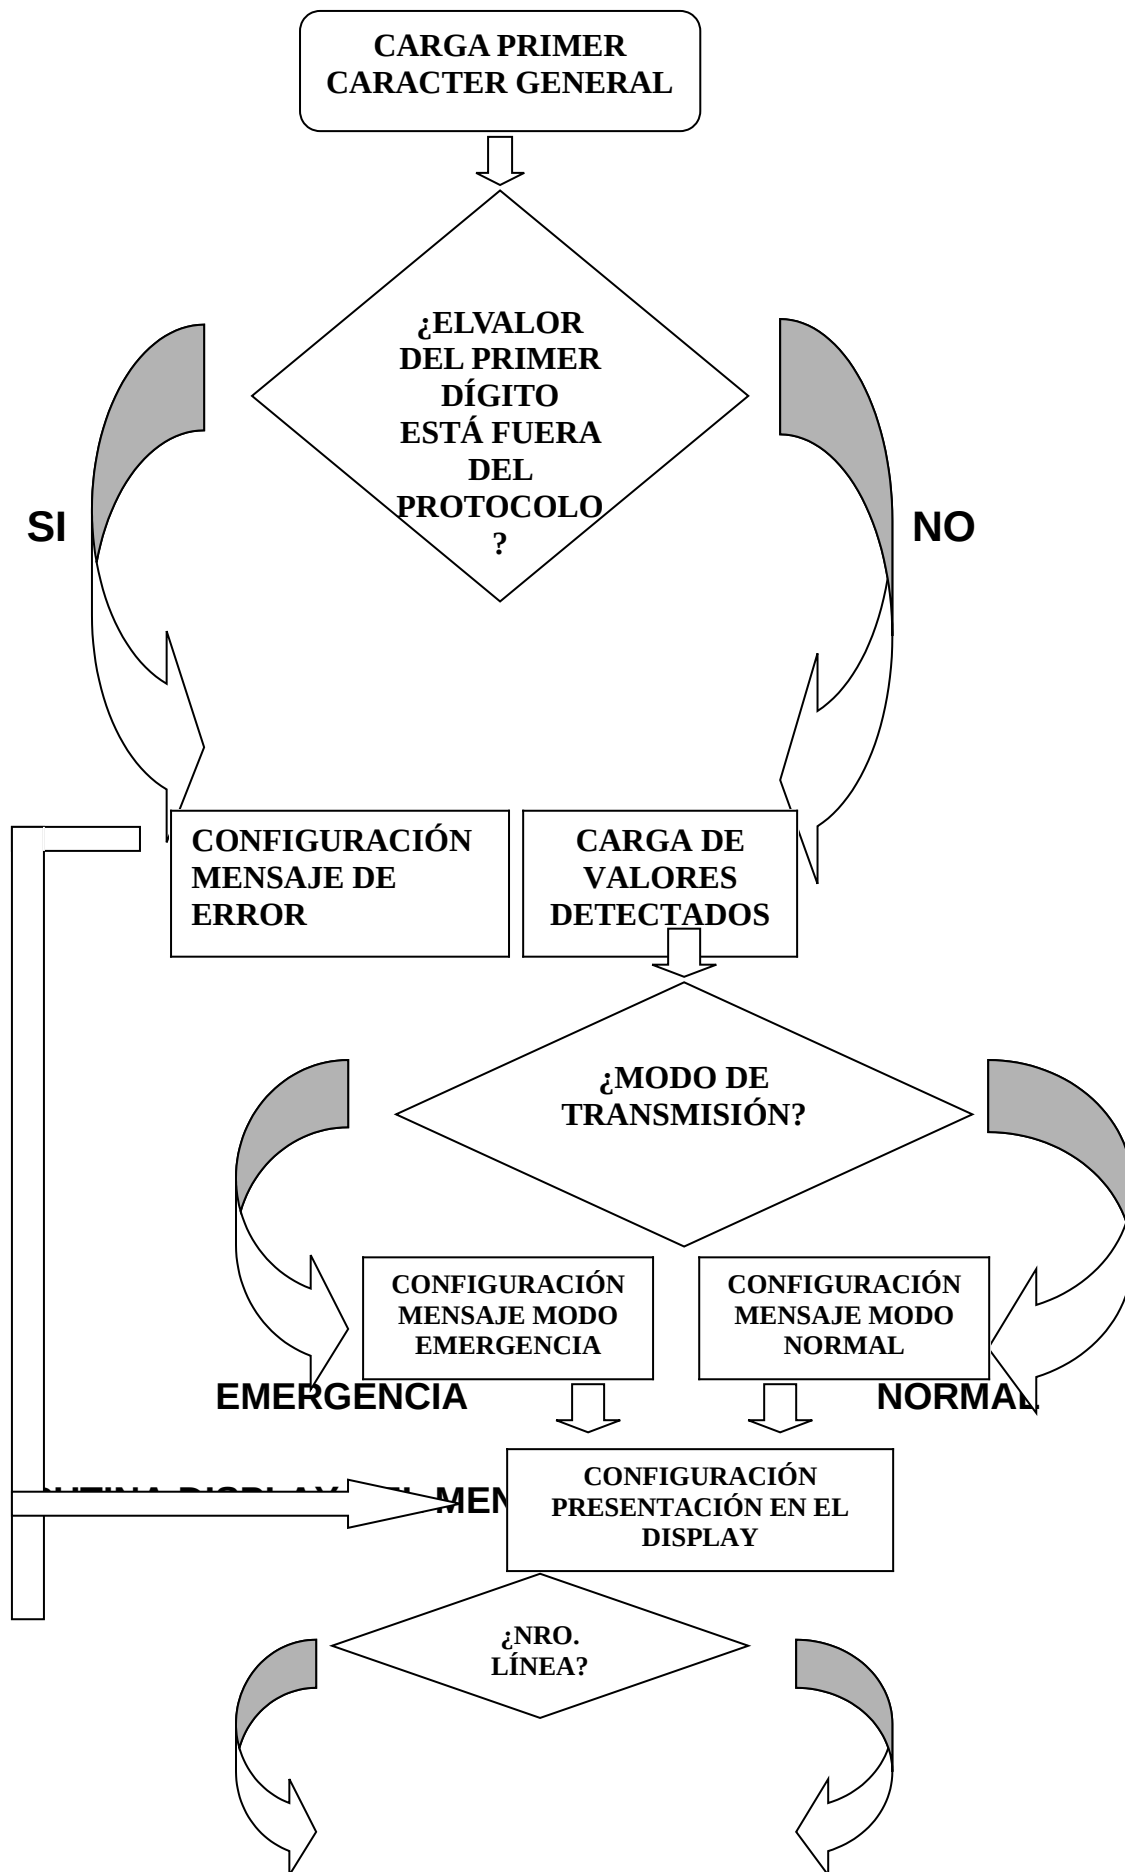 CARGA PRIMER
CARACTER GENERAL
¿ELVALOR
DEL PRIMER
DÍGITO
ESTÁ FUERA
DEL
PROTOCOLO
?
SI
NO
CONFIGURACIÓN
MENSAJE DE
ERROR
CARGA DE
VALORES
DETECTADOS
¿MODO DE
TRANSMISIÓN?
CONFIGURACIÓN
MENSAJE MODO
EMERGENCIA
CONFIGURACIÓN
MENSAJE MODO
NORMAL
EMERGENCIA
NORMAL
DISPLAY
CONFIGURACIÓN
PRESENTACIÓN EN EL
DISPLAY
¿NRO.
LÍNEA?